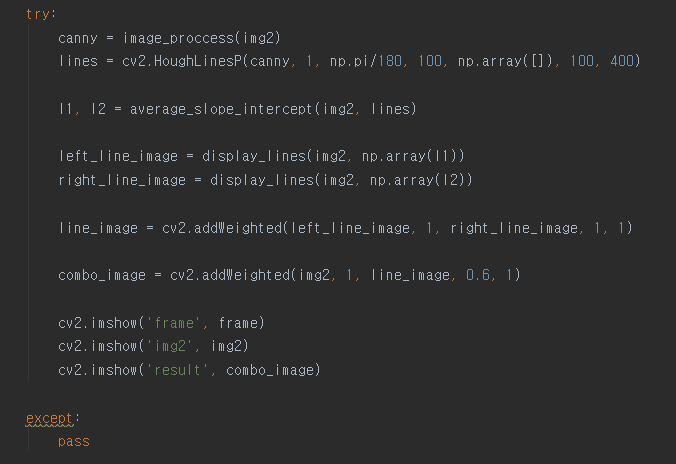 try:
canny = image_proccess(img2)
lines = cv2.HoughLinesP(canny, 1, np.pi/180, 100, np.array([]), 100, 400)
l1, l2 = average_slope_intercept(img2, lines)
left_line_image = display_lines(img2, np.array(l1))
right_line_image = display_lines(img2, np.array(l2))
line_image = cv2.addWeighted(left_line_image, 1, right_line_image, 1, 1)
combo_image = cv2.addWeighted(img2, 1, line_image, 0.6, 1)
cv2.imshow('frame', frame)
cv2.imshow('img2', img2)
cv2.imshow('result', combo_image)
except:
pass